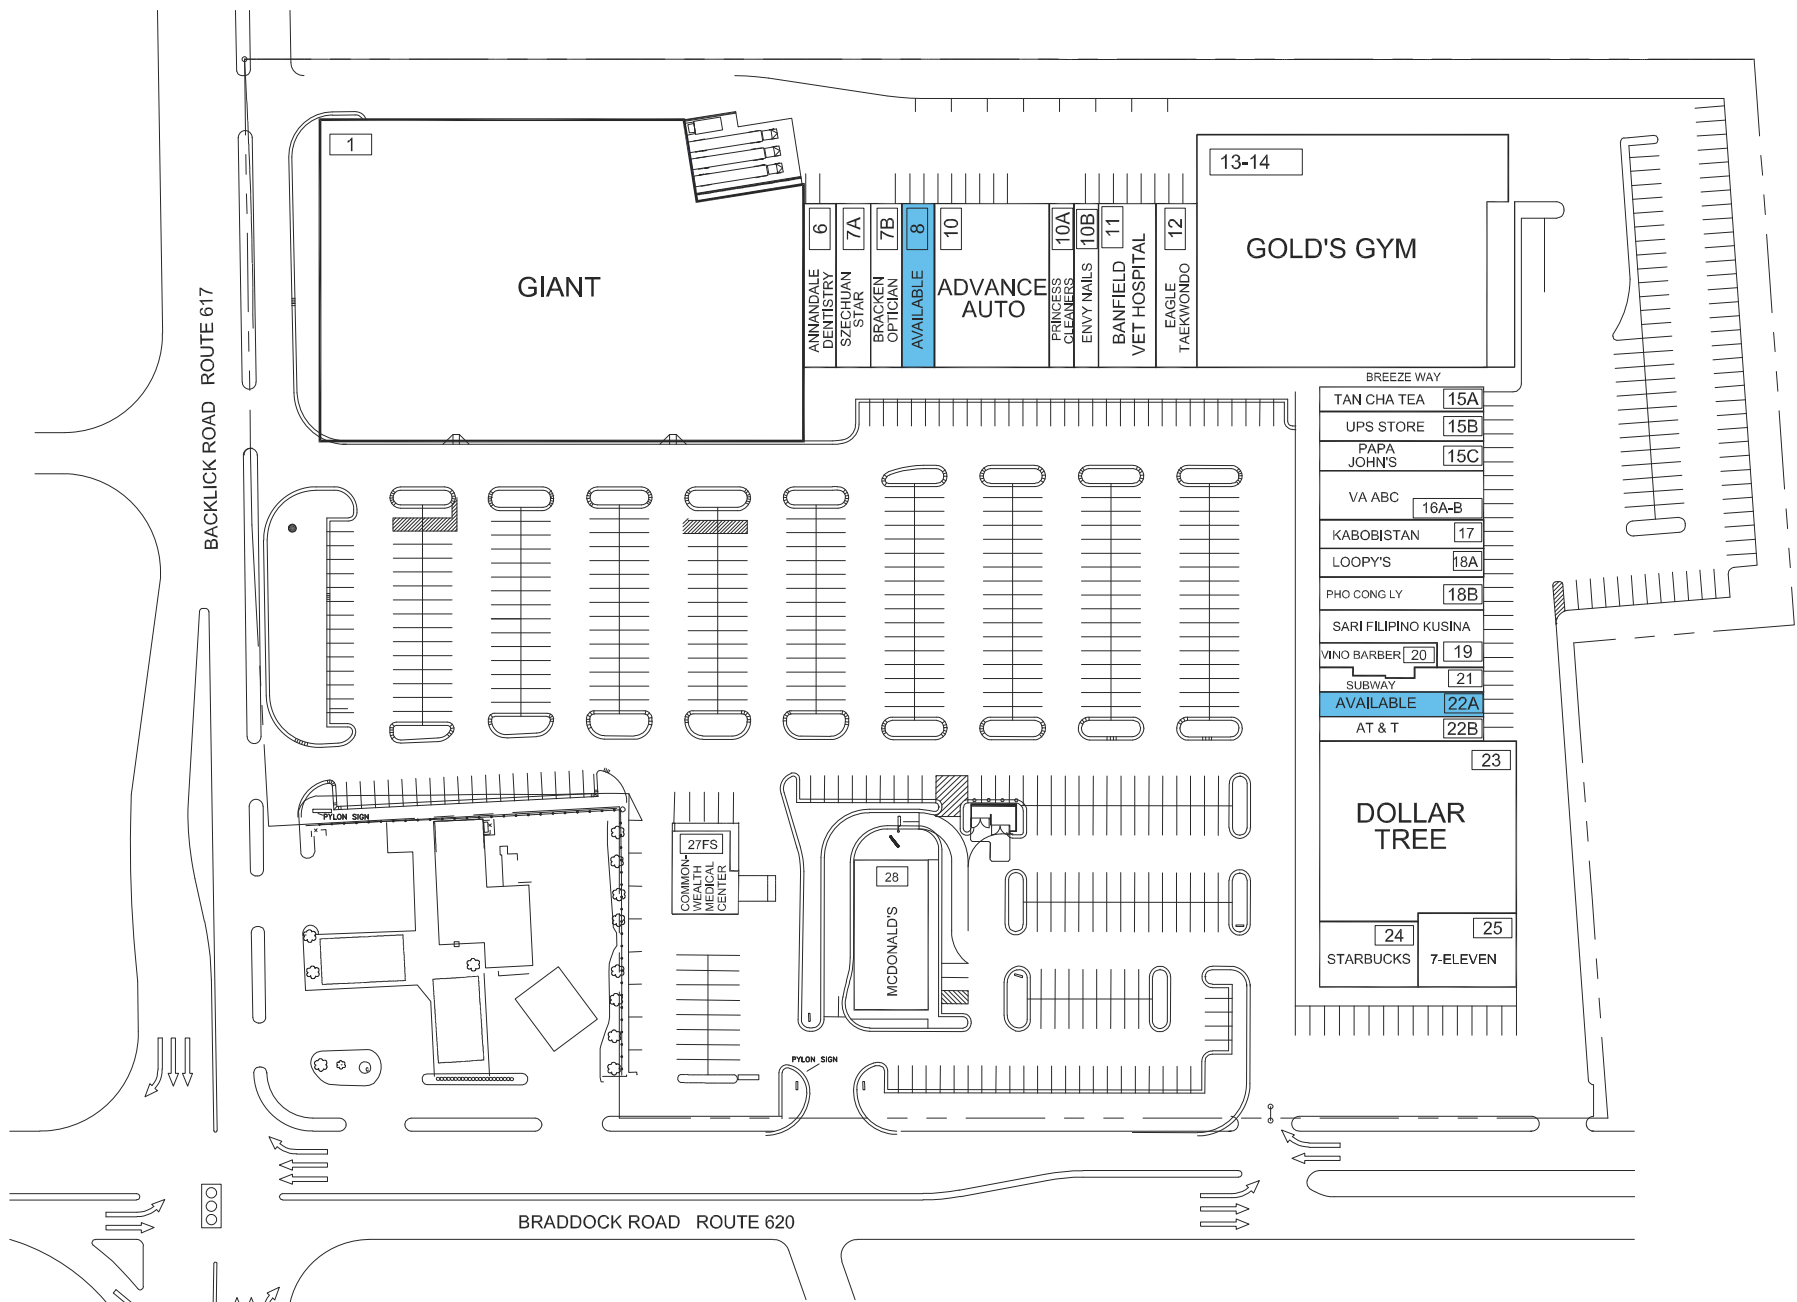 1
GIANT
BACKLICK ROAD ROUTE 617
6
ANNANDALE
DENTISTRY
7A
SZECHUAN
STAR
7B
BRACKEN
OPTICIAN
8
AVAILABLE
10
ADVANCE
AUTO
10A
PRINCESS
CLEANERS
10B
ENVY NAILS
11
BANFIELD
VET HOSPITAL
12
EAGLE
TAEKWONDO
13-14
GOLD'S GYM
BREEZE WAY
TAN CHA TEA 15A
UPS STORE 15B
PAPA
JOHN'S 15C
VA ABC
16A-B
KABOBISTAN 17
LOOPY'S 18A
PHO CONG LY 18B
SARI FILIPINO KUSINA
19
VINO BARBER 20
SUBWAY 21
AVAILABLE 22A
AT & T 22B
23
DOLLAR
TREE
24
STARBUCKS
25
7-ELEVEN
PYLON SIGN
27FS
COMMON-
WEALTH
MEDICAL
CENTER
28
MCDONALD'S
PYLON SIGN
BRADDOCK ROAD ROUTE 620